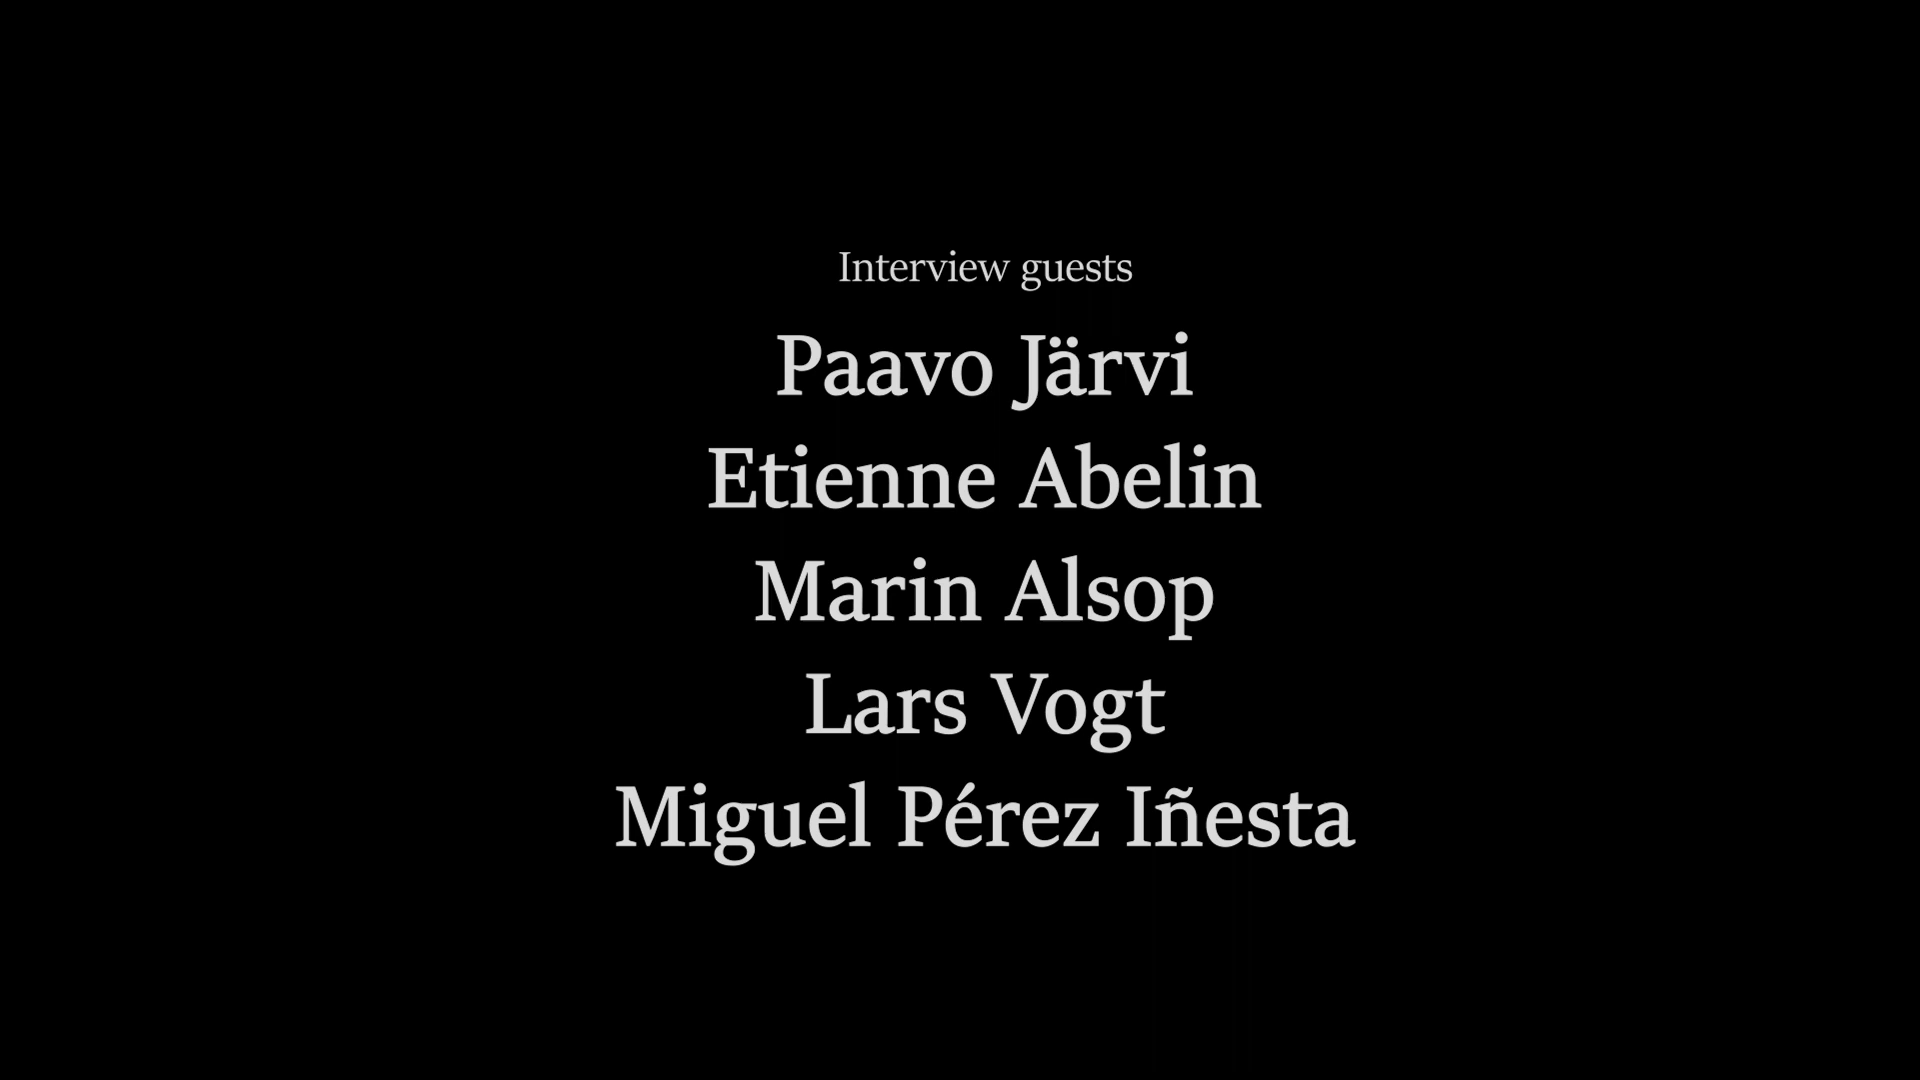 Interview guests
Paavo Järvi
Etienne Abelin
Marin Alsop
Lars Vogt
Miguel Pérez Iñesta